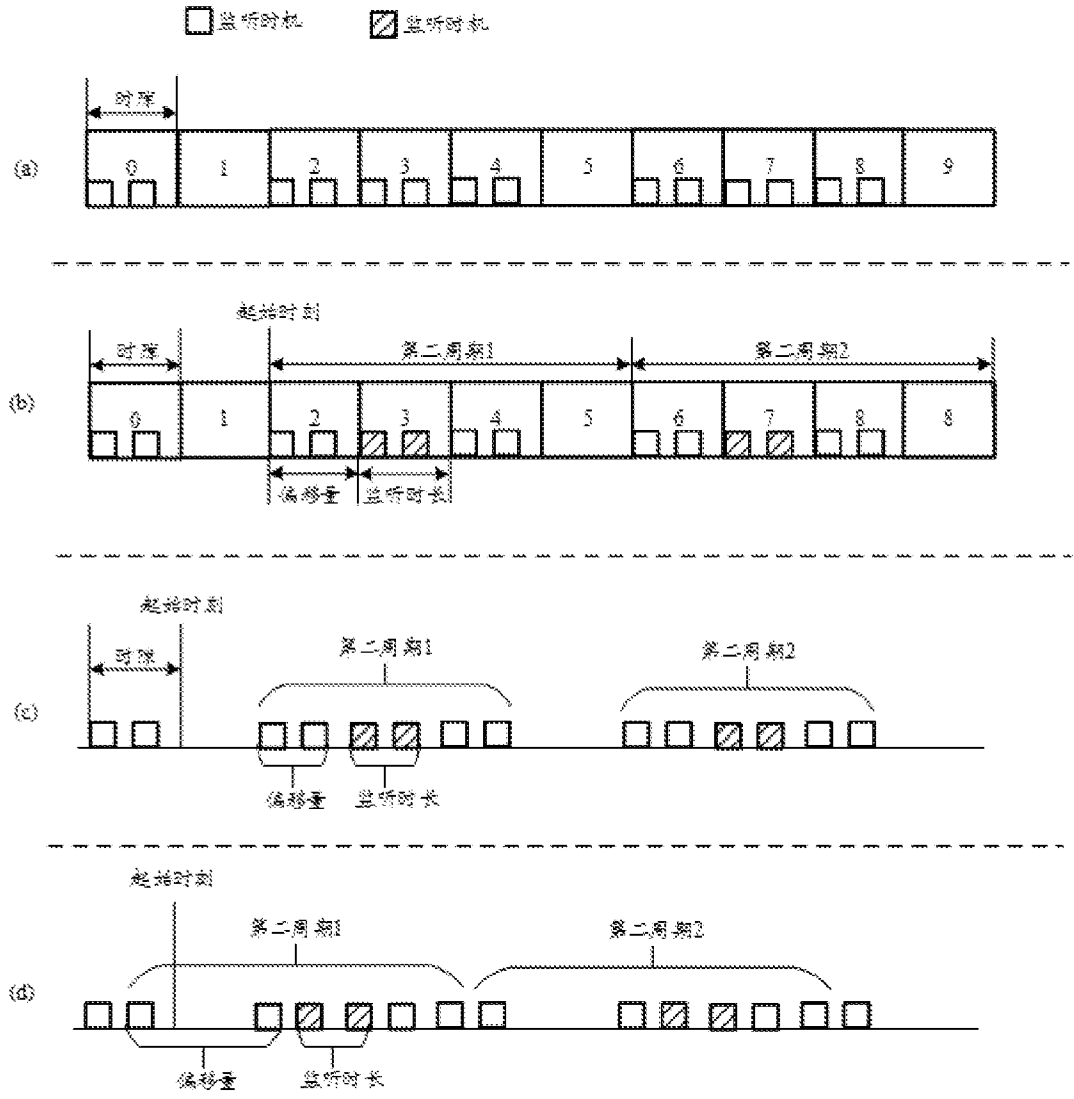 监听时机 监听时机
时隙
(a) 0 1 2 3 4 5 6 7 8 9
起始时刻
时隙 第二周期1 第二周期2
(b) 0 1 2 3 4 5 6 7 8 8
偏移量 监听时长
起始时刻
时隙 第二周期1 第二周期2
(c)
偏移量 监听时长
起始时刻
第二周期1 第二周期2
(d)
偏移量 监听时长